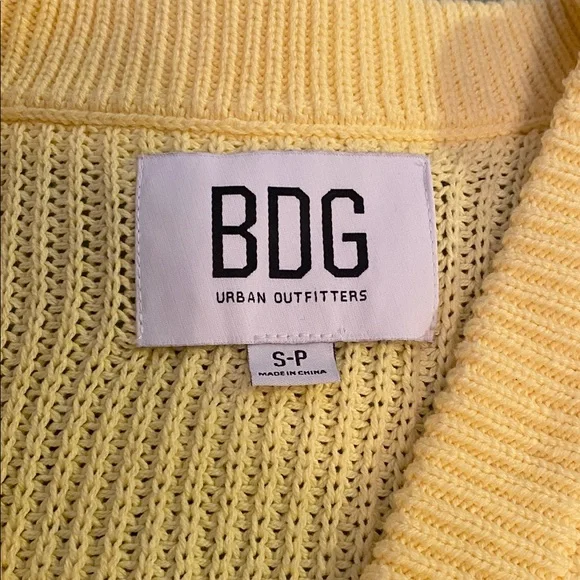 BDG
URBAN OUTFITTERS
S-P
MADE IN CHINA